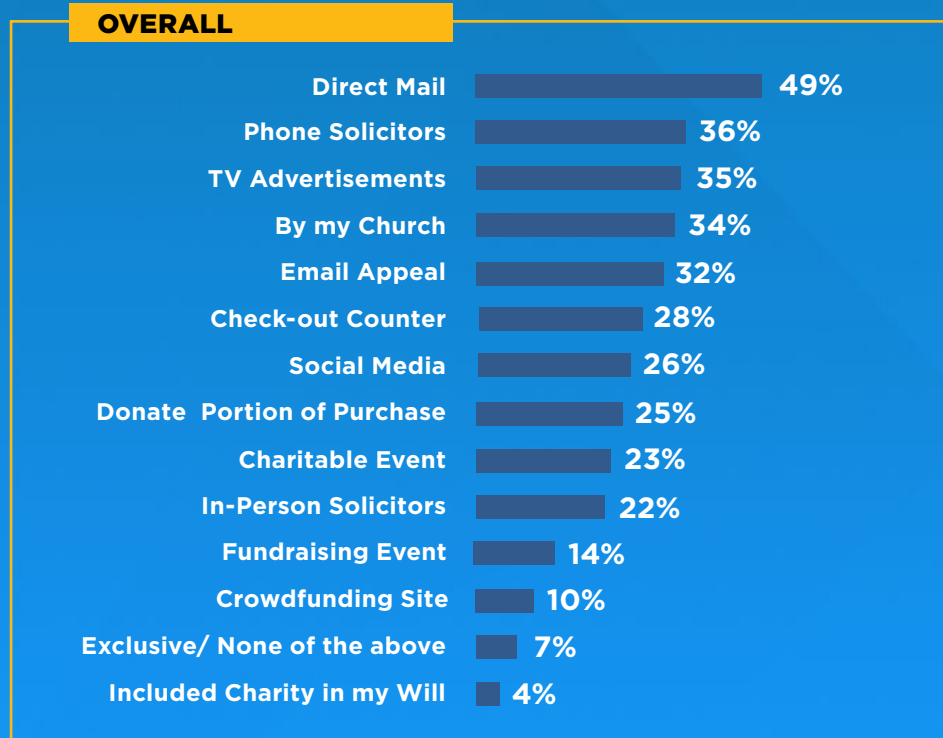 OVERALL
Direct Mail 49%
Phone Solicitors 36%
TV Advertisements 35%
By my Church 34%
Email Appeal 32%
Check-out Counter 28%
Social Media 26%
Donate Portion of Purchase 25%
Charitable Event 23%
In-Person Solicitors 22%
Fundraising Event 14%
Crowdfunding Site 10%
Exclusive/ None of the above 7%
Included Charity in my Will 4%